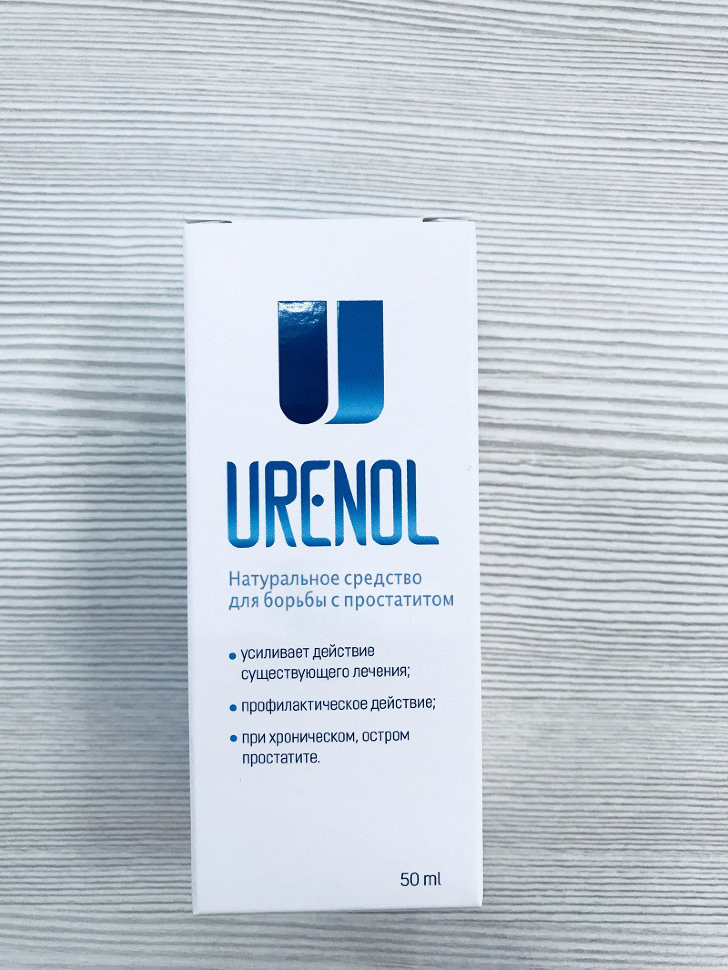 U
URENOL
Натуральное средство
для борьбы с простатитом
• усиливает действие
существующего лечения;
• профилактическое действие;
• при хроническом, остром
простатите.
50 ml